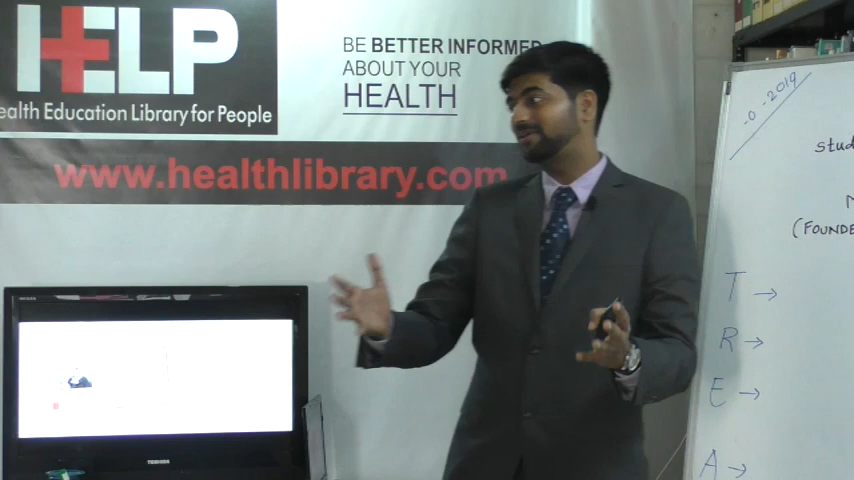 HELP
ealth Education Library for People
BE BETTER INFORMED
ABOUT YOUR
HEALTH
www.healthlibrary.com
TOSHIBA
-0 -2019
stud
(FOUNDE
T →
R →
E →
A →